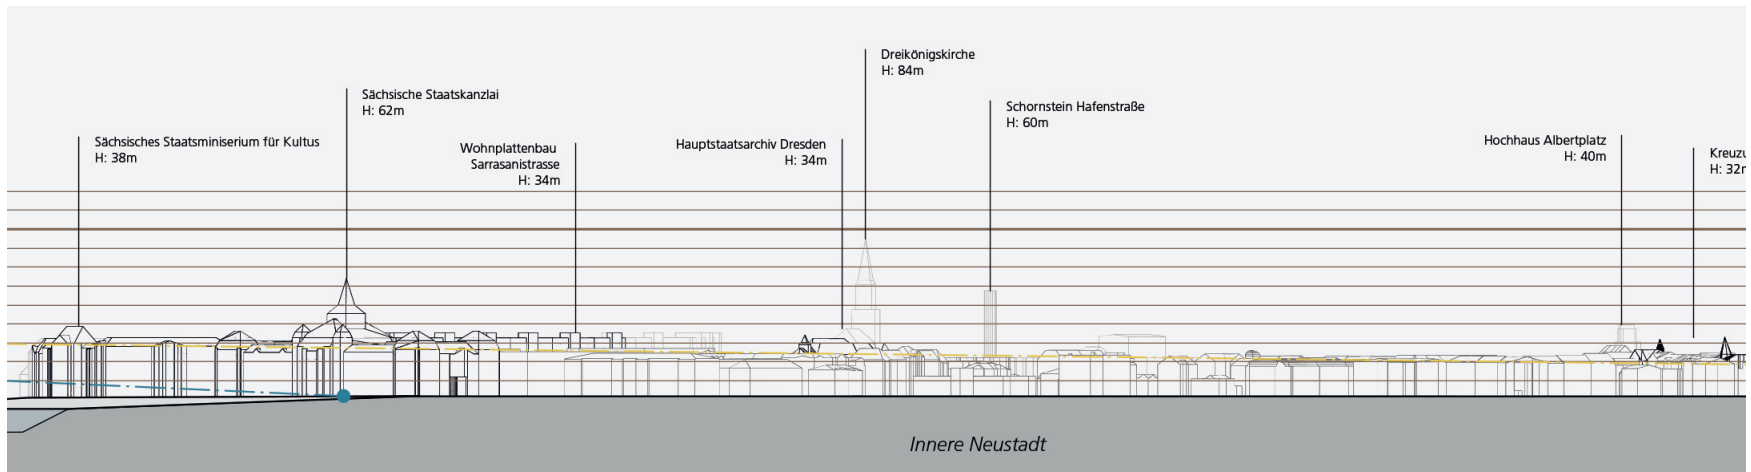 Dreikönigskirche
H: 84m
Sächsische Staatskanzlai
H: 62m
Schornstein Hafenstraße
H: 60m
Sächsisches Staatsminiserium für Kultus
H: 38m
Wohnplattenbau
Sarrasanistrasse
H: 34m
Hauptstaatsarchiv Dresden
H: 34m
Hochhaus Albertplatz
H: 40m
H: 32m
Innere Neustadt